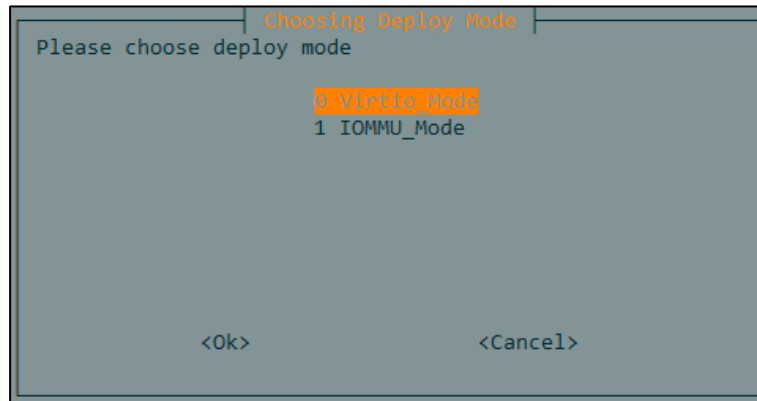 Choosing Deploy Mode
Please choose deploy mode
0 Virtio_Mode
1 IOMMU_Mode
<Ok> <Cancel>